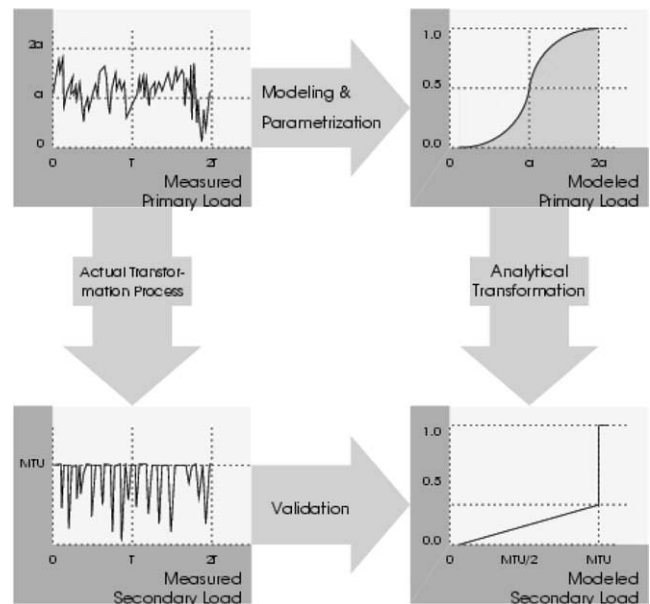 2a
a
0
0 T 2T
Measured
Primary Load
Modeling &
Parametrization
1.0
0.5
0.0
0 a 2a
Modeled
Primary Load
Actual Transfor-
mation Process
Analytical
Transformation
MTU
0 T 2T
Measured
Secondary Load
Validation
1.0
0.5
0.0
0 MTU/2 MTU
Modeled
Secondary Load